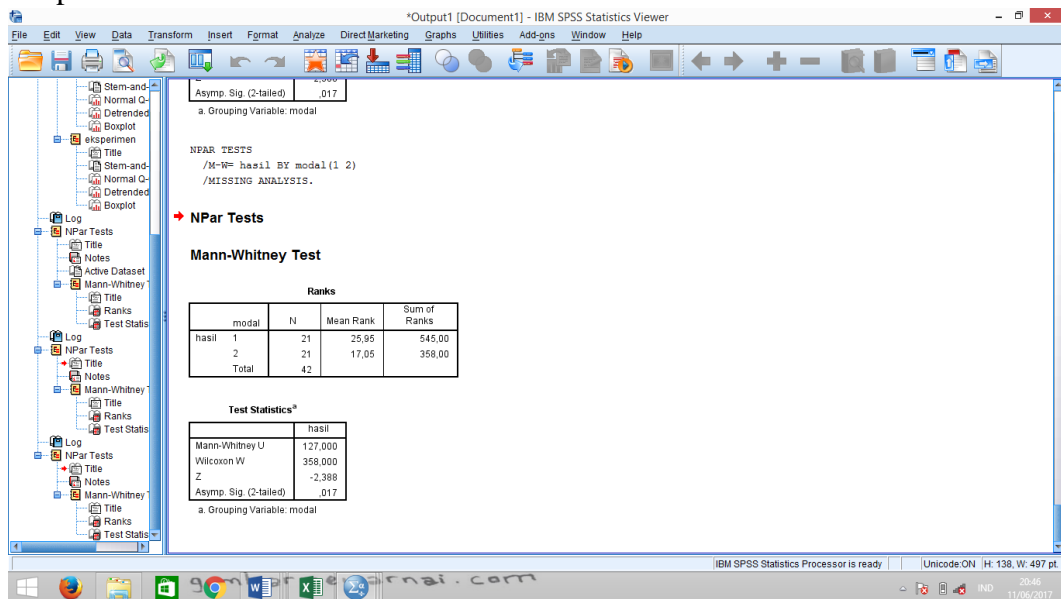 *Output1 [Document1] - IBM SPSS Statistics Viewer
File Edit View Data Transform Insert Format Analyze Direct Marketing Graphs Utilities Add-ons Window Help
Stem-and-
Normal Q-
Detrended
Boxplot
eksperimen
Title
Stem-and-
Normal Q-
Detrended
Boxplot
Log
NPar Tests
Title
Notes
Active Dataset
Mann-Whitney T
Title
Ranks
Test Statis
Log
NPar Tests
Title
Notes
Mann-Whitney T
Title
Ranks
Test Statis
Log
NPar Tests
Title
Notes
Mann-Whitney T
Title
Ranks
Test Statis
Asymp. Sig. (2-tailed) ,017
a. Grouping Variable: modal
NPAR TESTS
/M-W= hasil BY modal(1 2)
/MISSING ANALYSIS.
NPar Tests
Mann-Whitney Test
Ranks
modal N Mean Rank Sum of Ranks
hasil 1 21 25,95 545,00
2 21 17,05 358,00
Total 42
Test Statisticsa
hasil
Mann-Whitney U 127,000
Wilcoxon W 358,000
Z -2,388
Asymp. Sig. (2-tailed) ,017
a. Grouping Variable: modal
IBM SPSS Statistics Processor is ready Unicode:ON H: 138, W: 497 pt.
IND 20:46
11/06/2017